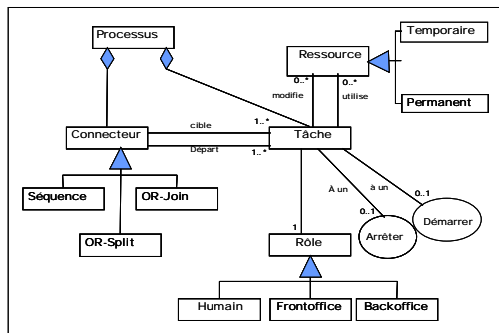 Processus
Temporaire
Ressource
0..*
0..*
modifie
utilise
Permanent
cible
1..*
Connecteur
Tâche
Départ
1..*
Séquence
OR-Join
À un
à un
0..1
OR-Split
1
0..1
Démarrer
Rôle
Arrêter
Humain
Frontoffice
Backoffice